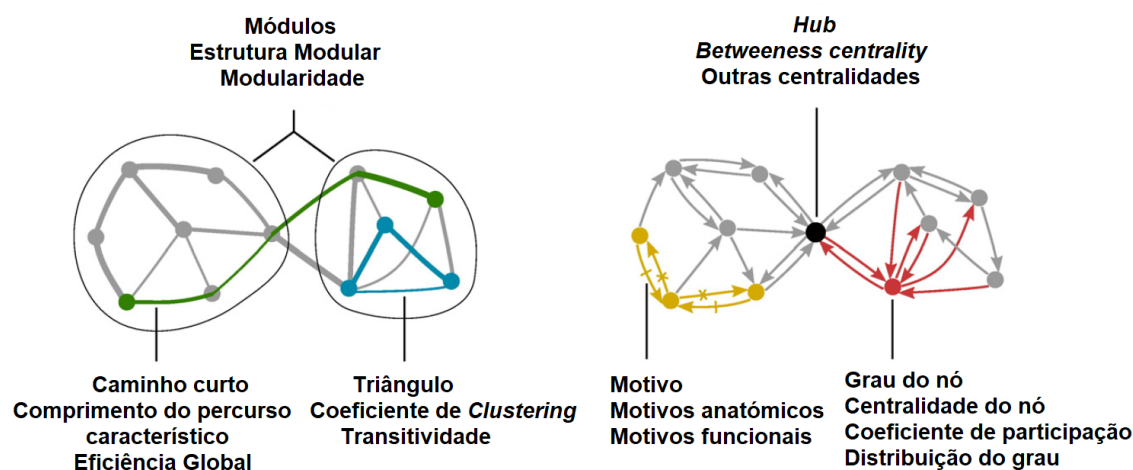 Módulos
Estrutura Modular
Modularidade
Hub
Betweeness centrality
Outras centralidades
Caminho curto
Comprimento do percurso
característico
Eficiência Global
Triângulo
Coeficiente de Clustering
Transitividade
Motivo
Motivos anatómicos
Motivos funcionais
Grau do nó
Centralidade do nó
Coeficiente de participação
Distribuição do grau